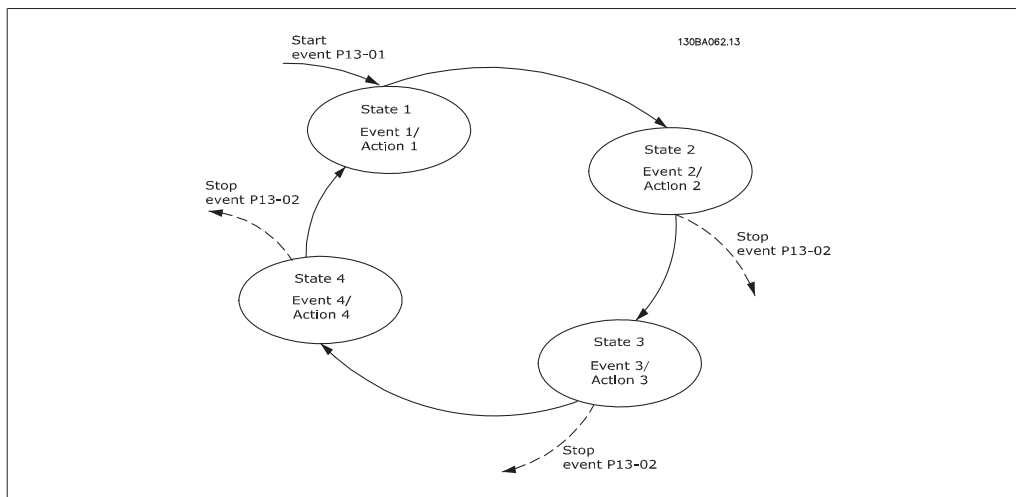 Start
event P13-01
130BA062.13
State 1
Event 1/
Action 1
State 2
Event 2/
Action 2
Stop
event P13-02
Stop
event P13-02
State 4
Event 4/
Action 4
State 3
Event 3/
Action 3
Stop
event P13-02